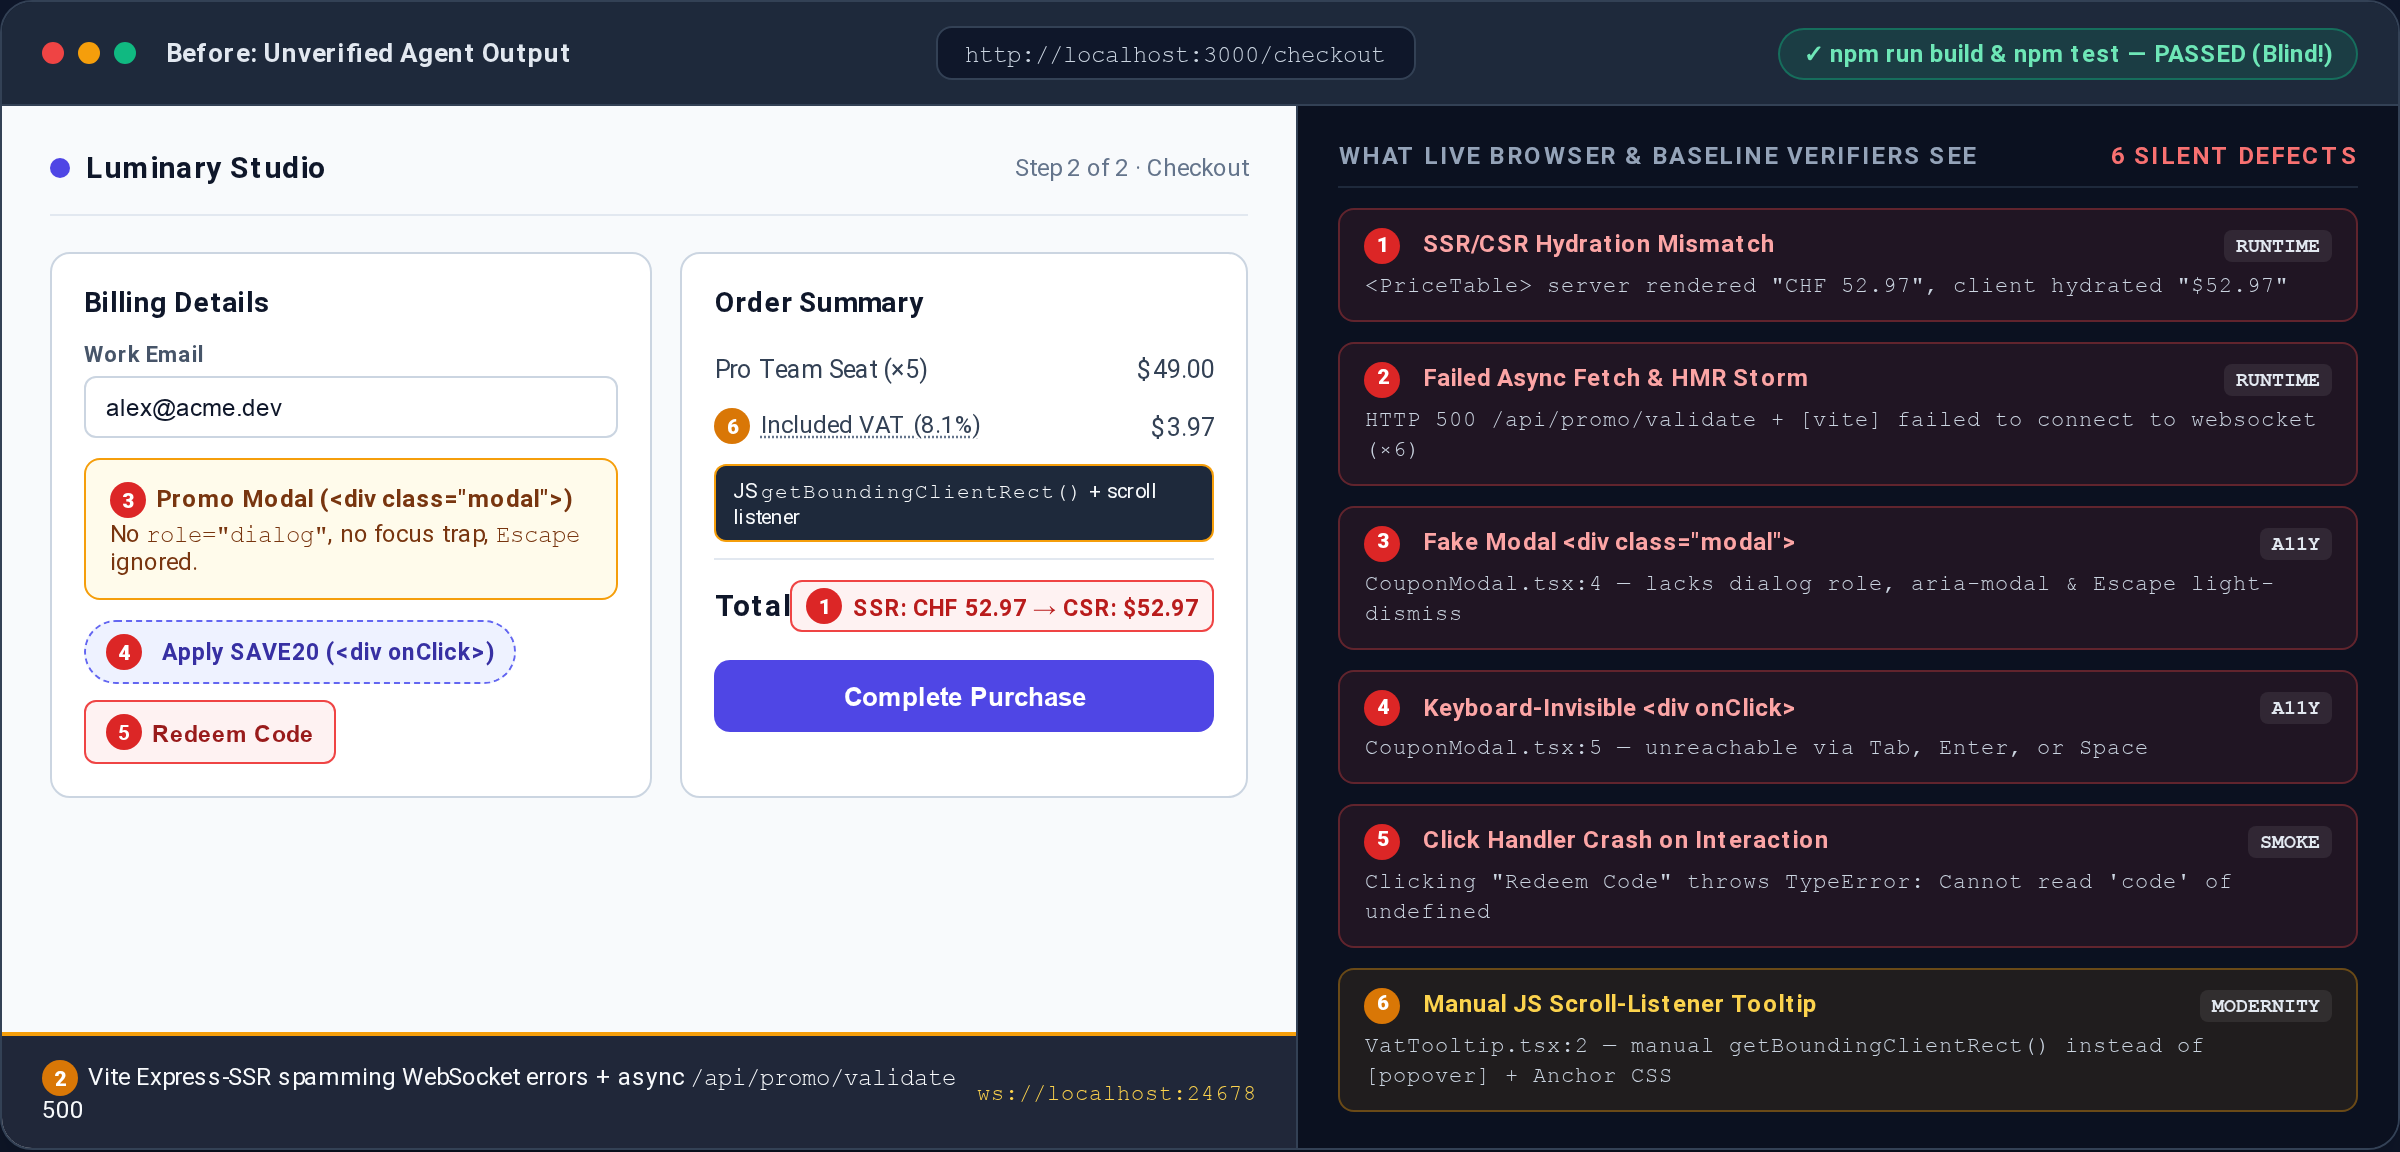 Before: Unverified Agent Output
http://localhost:3000/checkout
✓ npm run build & npm test — PASSED (Blind!)
Luminary Studio
Step 2 of 2 · Checkout
Billing Details
Work Email
alex@acme.dev
3 Promo Modal (<div class="modal">)
No role="dialog", no focus trap, Escape
ignored.
4 Apply SAVE20 (<div onClick>)
5 Redeem Code
Order Summary
Pro Team Seat (×5) $49.00
6 Included VAT (8.1%) $3.97
JS getBoundingClientRect() + scroll
listener
Total 1 SSR: CHF 52.97 → CSR: $52.97
Complete Purchase
2 Vite Express-SSR spamming WebSocket errors + async /api/promo/validate
500
ws://localhost:24678
WHAT LIVE BROWSER & BASELINE VERIFIERS SEE
6 SILENT DEFECTS
1 SSR/CSR Hydration Mismatch RUNTIME
<PriceTable> server rendered "CHF 52.97", client hydrated "$52.97"
2 Failed Async Fetch & HMR Storm RUNTIME
HTTP 500 /api/promo/validate + [vite] failed to connect to websocket
(×6)
3 Fake Modal <div class="modal"> A11Y
CouponModal.tsx:4 — lacks dialog role, aria-modal & Escape light-
dismiss
4 Keyboard-Invisible <div onClick> A11Y
CouponModal.tsx:5 — unreachable via Tab, Enter, or Space
5 Click Handler Crash on Interaction SMOKE
Clicking "Redeem Code" throws TypeError: Cannot read 'code' of
undefined
6 Manual JS Scroll-Listener Tooltip MODERNITY
VatTooltip.tsx:2 — manual getBoundingClientRect() instead of
[popover] + Anchor CSS